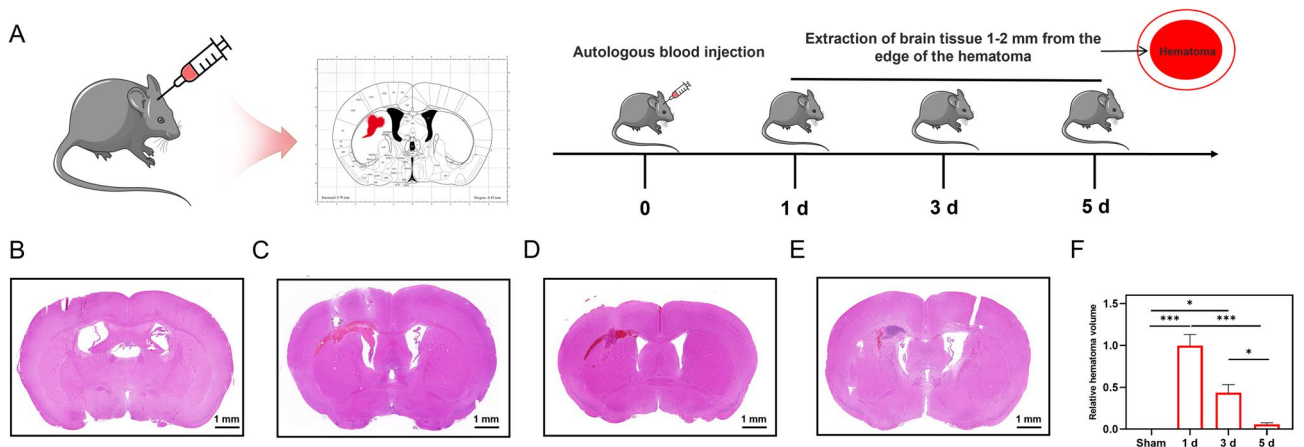 A
Autologous blood injection
Extraction of brain tissue 1-2 mm from the
edge of the hematoma
Hematoma
0
1 d
3 d
5 d
B
1 mm
C
1 mm
D
1 mm
E
1 mm
F
Relative hematoma volume
1.5
1.0
0.5
0.0
*
***
***
*
Sham
1 d
3 d
5 d